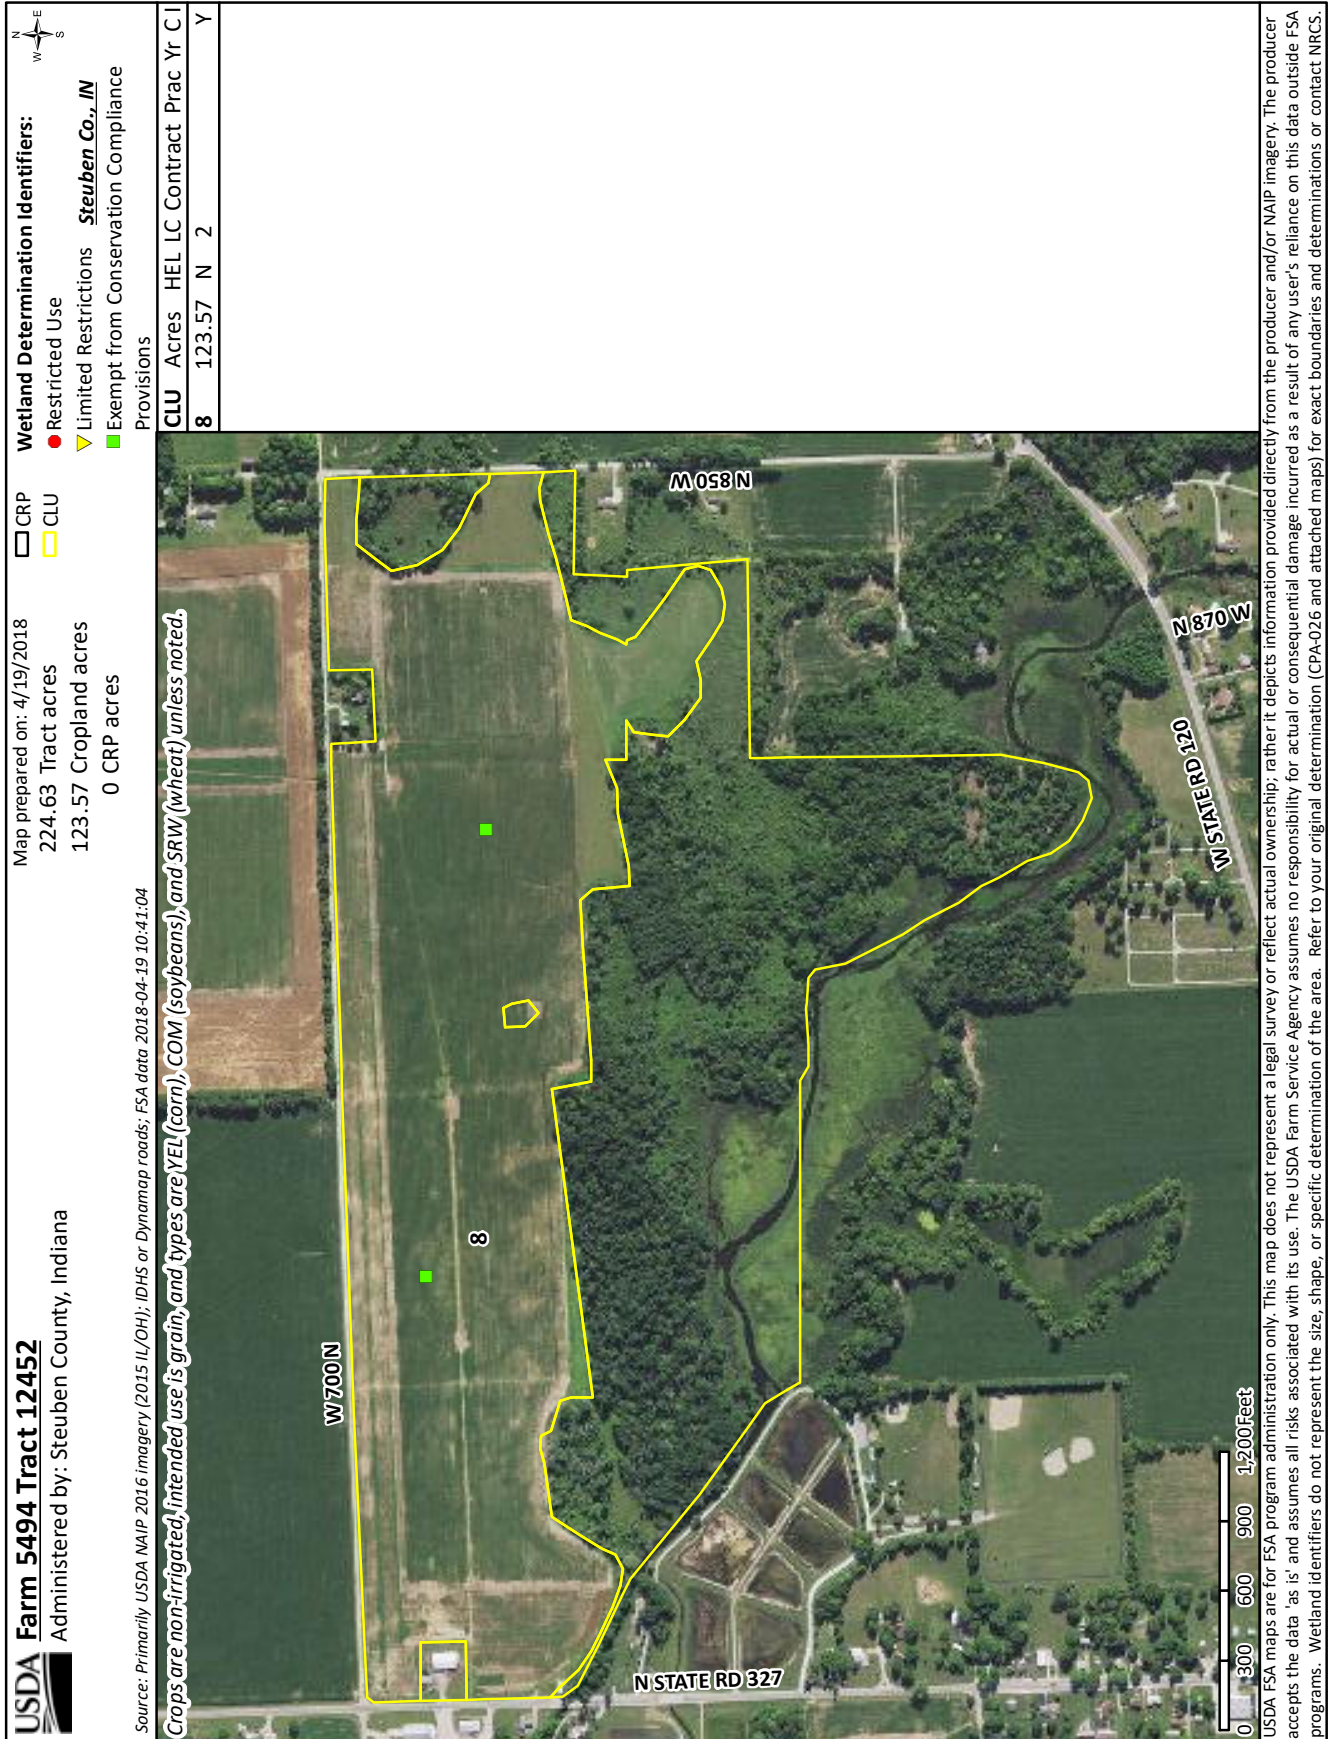 USDA
Farm 5494 Tract 12452
Administered by: Steuben County, Indiana
Map prepared on: 4/19/2018
224.63 Tract acres
123.57 Cropland acres
0 CRP acres
CRP
CLU
Wetland Determination Identifiers:
Restricted Use
Limited Restrictions
Exempt from Conservation Compliance
Provisions
Steuben Co., IN
N
E
S
W
Source: Primarily USDA NAIP 2016 imagery (2015 IL/OH); IDHS or Dynamap roads; FSA data 2018-04-19 10:41:04
Crops are non-irrigated, intended use is grain, and types are YEL (corn), COM (soybeans), and SRW (wheat) unless noted.
CLU Acres HEL LC Contract Prac Yr C I
8 123.57 N 2 Y
W 700 N
8
N 850 W
N STATE RD 327
W STATE RD 120
N 870 W
0 300 600 900 1,200 Feet
USDA FSA maps are for FSA program administration only. This map does not represent a legal survey or reflect actual ownership; rather it depicts information provided directly from the producer and/or NAIP imagery. The producer
accepts the data 'as is' and assumes all risks associated with its use. The USDA Farm Service Agency assumes no responsibility for actual or consequential damage incurred as a result of any user's reliance on this data outside FSA
programs. Wetland identifiers do not represent the size, shape, or specific determination of the area. Refer to your original determination (CPA-026 and attached maps) for exact boundaries and determinations or contact NRCS.